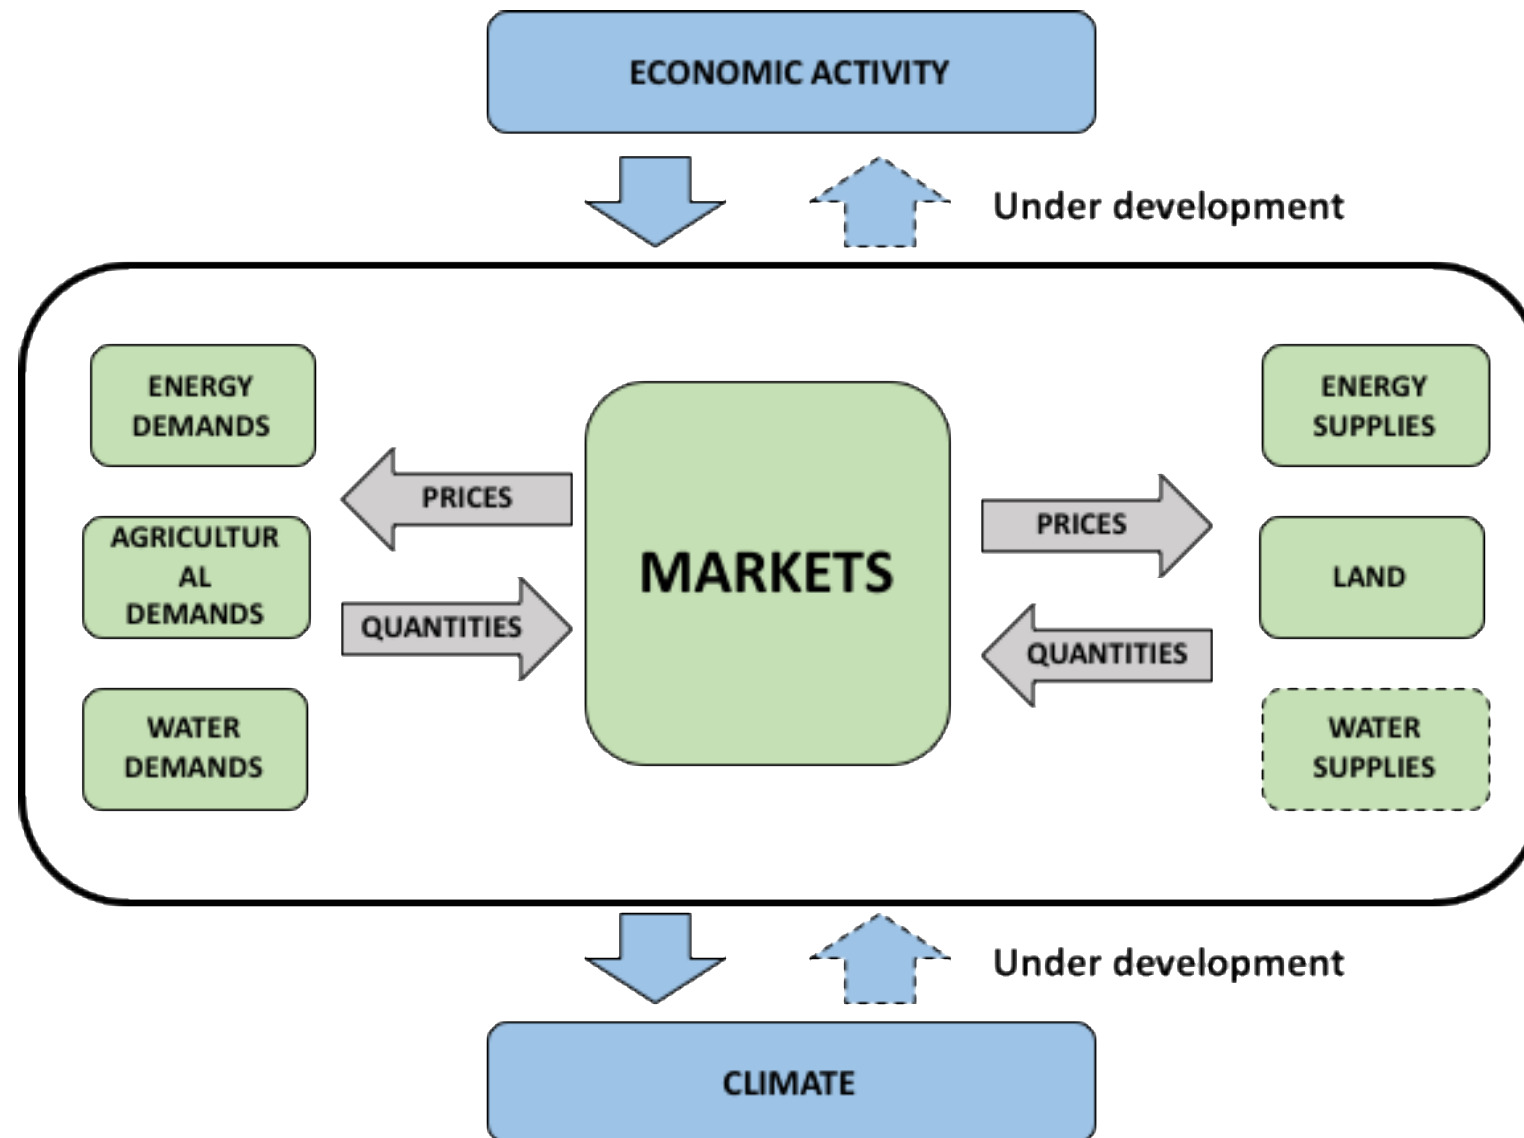 ECONOMIC ACTIVITY
Under development
ENERGY
DEMANDS
AGRICULTUR
AL
DEMANDS
WATER
DEMANDS
PRICES
QUANTITIES
MARKETS
PRICES
QUANTITIES
ENERGY
SUPPLIES
LAND
WATER
SUPPLIES
Under development
CLIMATE